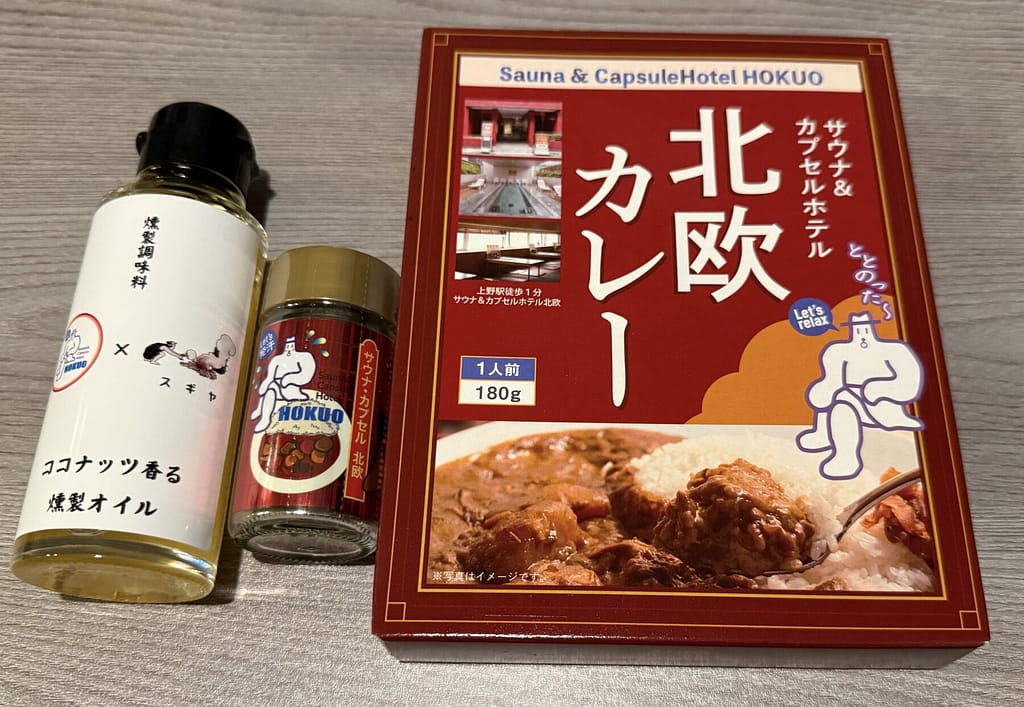 燻製調味料
HOKUO
×
スギヤ
ココナッツ香る
燻製オイル
Sauna
Capsule
Hotel
HOKUO
サウナ・カプセル 北欧
Sauna & CapsuleHotel HOKUO
サウナ&
カプセルホテル
北欧
カレー
上野駅徒歩1分
サウナ&カプセルホテル北欧
ととのった〜
Let's
relax
1人前
180g
※写真はイメージです。